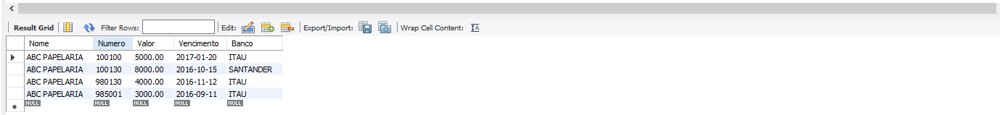 Result Grid Filter Rows: Edit: Export/Import: Wrap Cell Content: IA
Nome Numero Valor Vencimento Banco
ABC PAPELARIA 100100 5000.00 2017-01-20 ITAU
ABC PAPELARIA 100130 8000.00 2016-10-15 SANTANDER
ABC PAPELARIA 980130 4000.00 2016-11-12 ITAU
ABC PAPELARIA 985001 3000.00 2016-09-11 ITAU
NULL NULL NULL NULL NULL